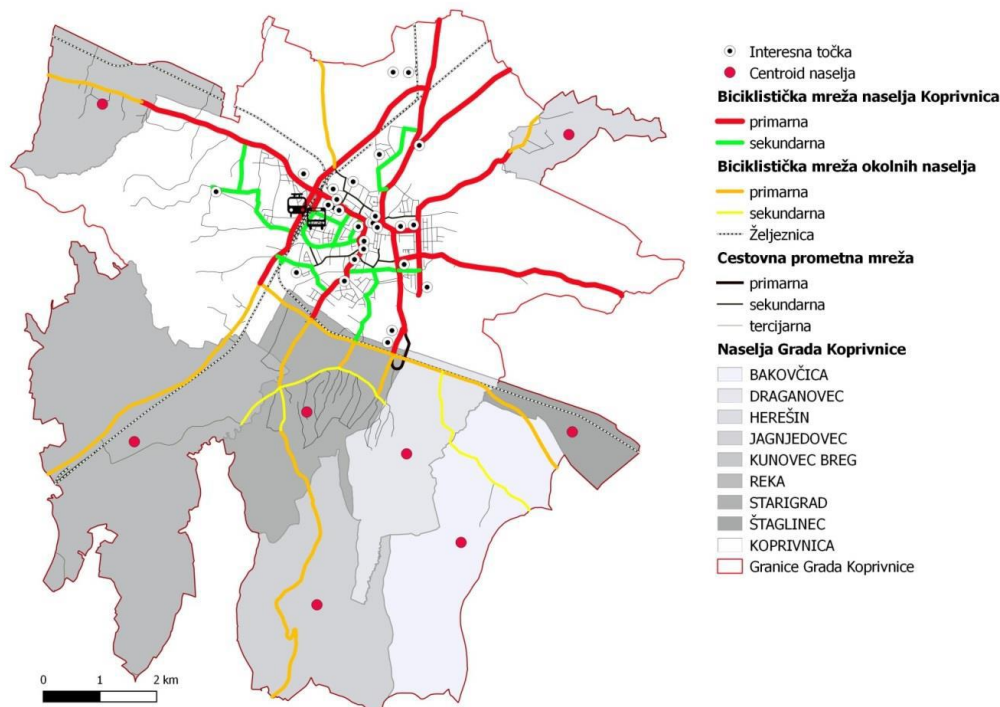 Interesna točka
Centroid naselja
Biciklistička mreža naselja Koprivnica
primarna
sekundarna
Biciklistička mreža okolnih naselja
primarna
sekundarna
Željeznica
Cestovna prometna mreža
primarna
sekundarna
tercijarna
Naselja Grada Koprivnice
BAKOVČICA
DRAGANOVEC
HEREŠIN
JAGNJEDOVEC
KUNOVEC BREG
REKA
STARIGRAD
ŠTAGLINEC
KOPRIVNICA
Granice Grada Koprivnice
0 1 2 km